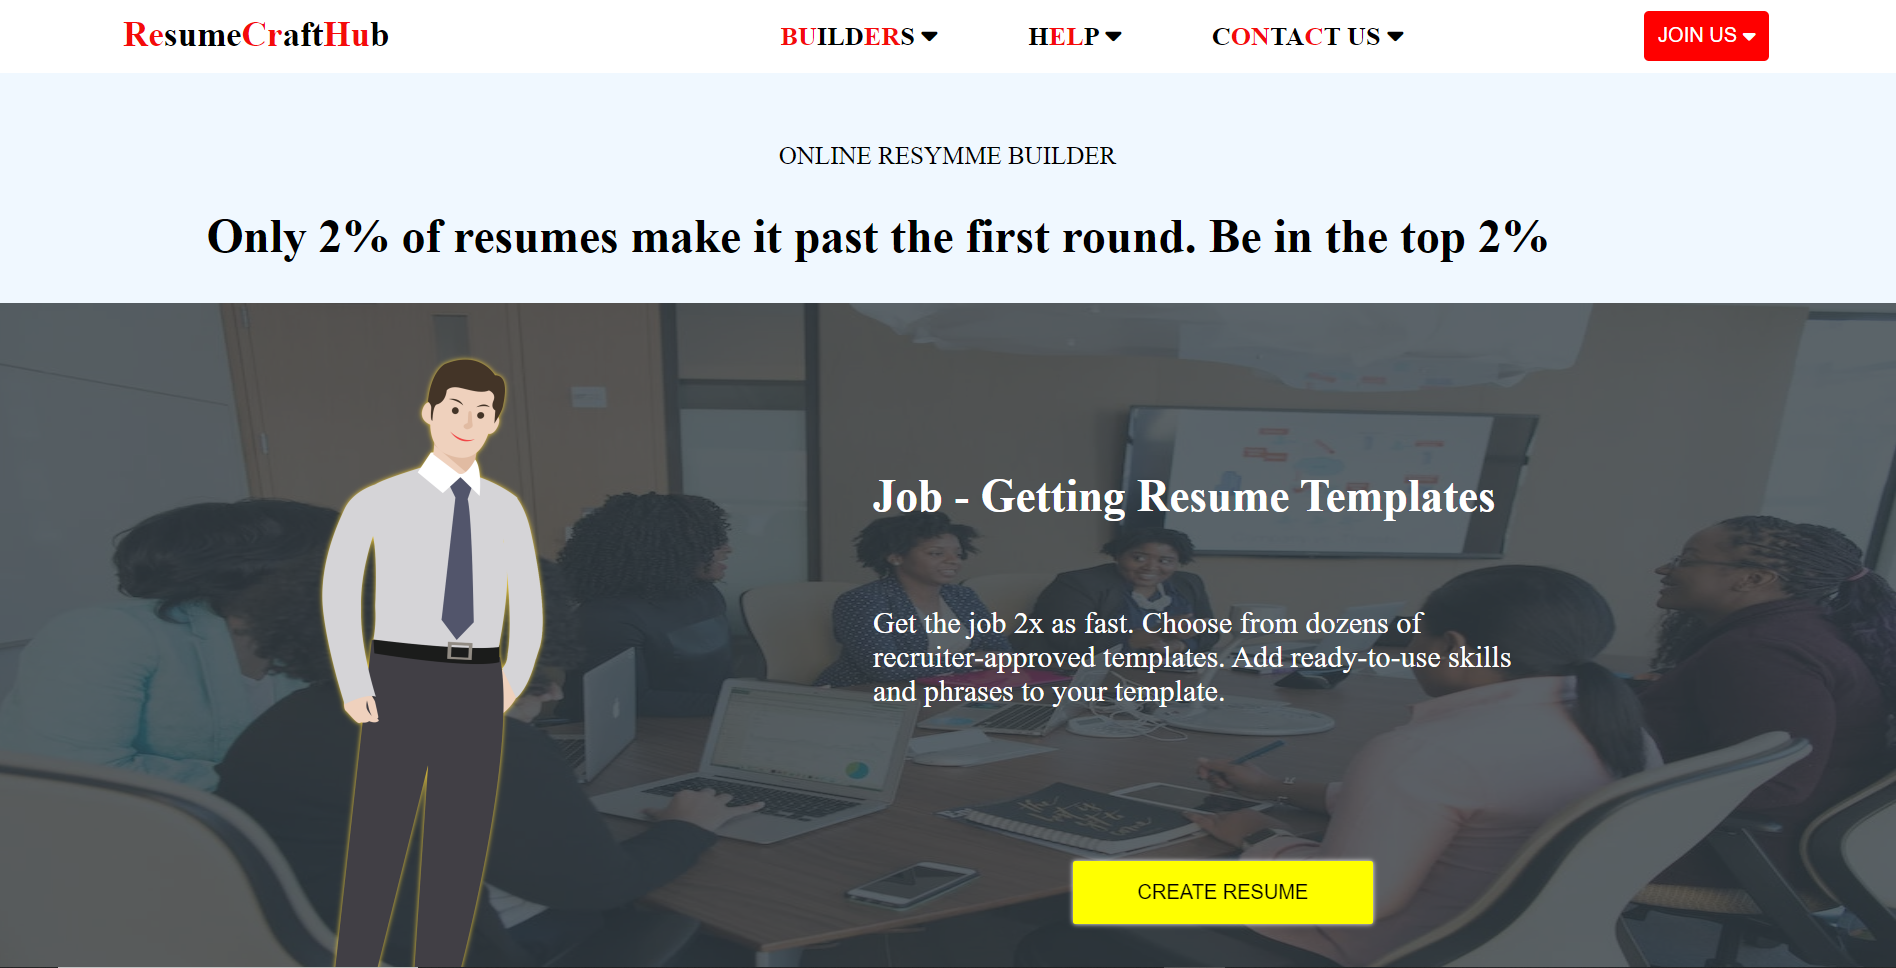 ResumeCraftHub
BUILDERS
HELP
CONTACT US
JOIN US
ONLINE RESYMME BUILDER
Only 2% of resumes make it past the first round. Be in the top 2%
Job - Getting Resume Templates
Get the job 2x as fast. Choose from dozens of
recruiter-approved templates. Add ready-to-use skills
and phrases to your template.
CREATE RESUME